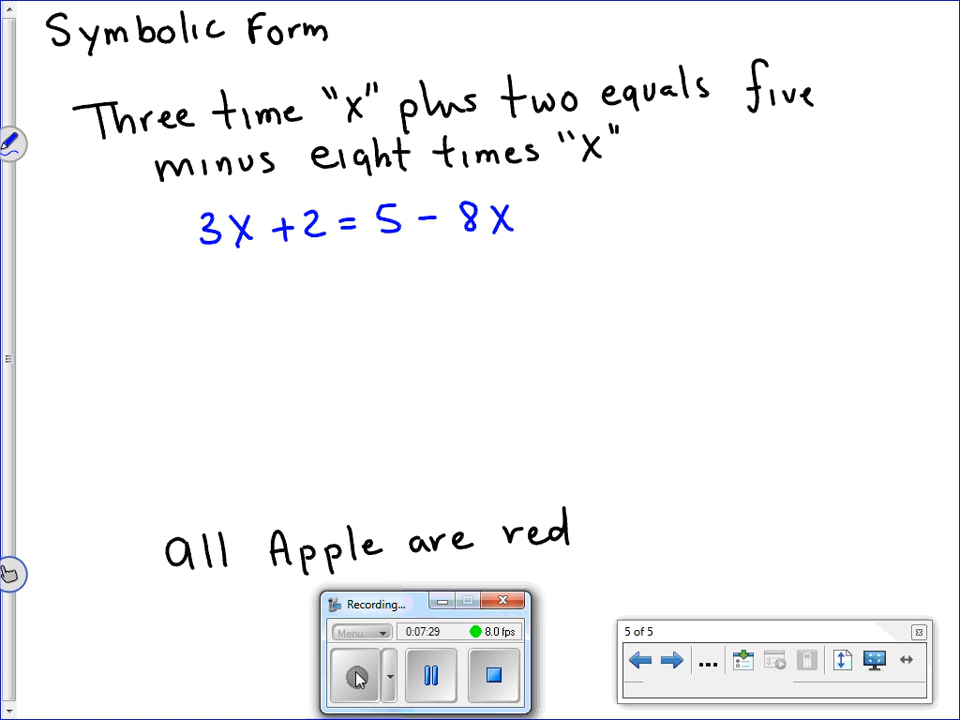 Symbolic Form
Three time "x" plus two equals five
minus eight times "x"
3x + 2 = 5 - 8x
all Apple are red
Recording...
Menu
0:07:29
8.0 fps
5 of 5
...